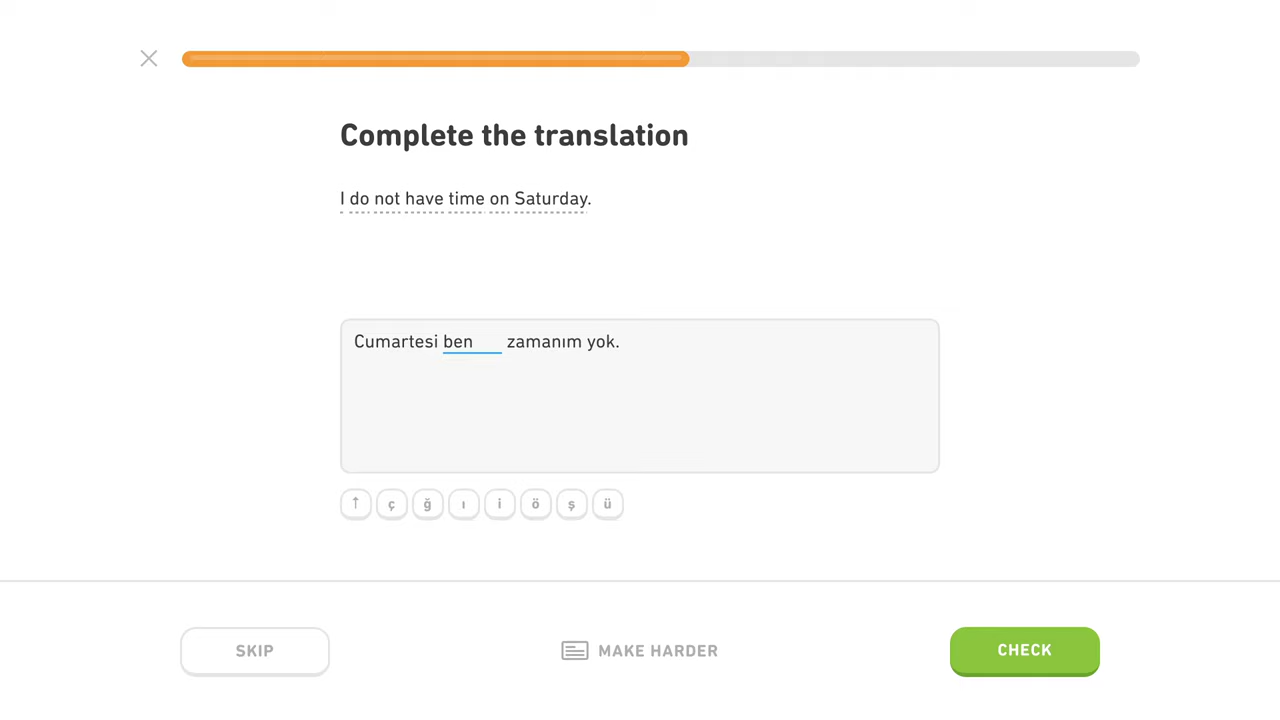 Complete the translation
I do not have time on Saturday.
Cumartesi ben zamanım yok.
↑ ç ğ ı i ö ş ü
SKIP MAKE HARDER CHECK